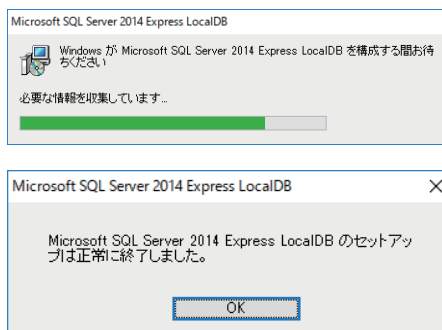 Microsoft SQL Server 2014 Express LocalDB
Windows が Microsoft SQL Server 2014 Express LocalDB を構成する間お待
ちください
必要な情報を収集しています...
Microsoft SQL Server 2014 Express LocalDB
Microsoft SQL Server 2014 Express LocalDB のセットアッ
プは正常に終了しました。
OK